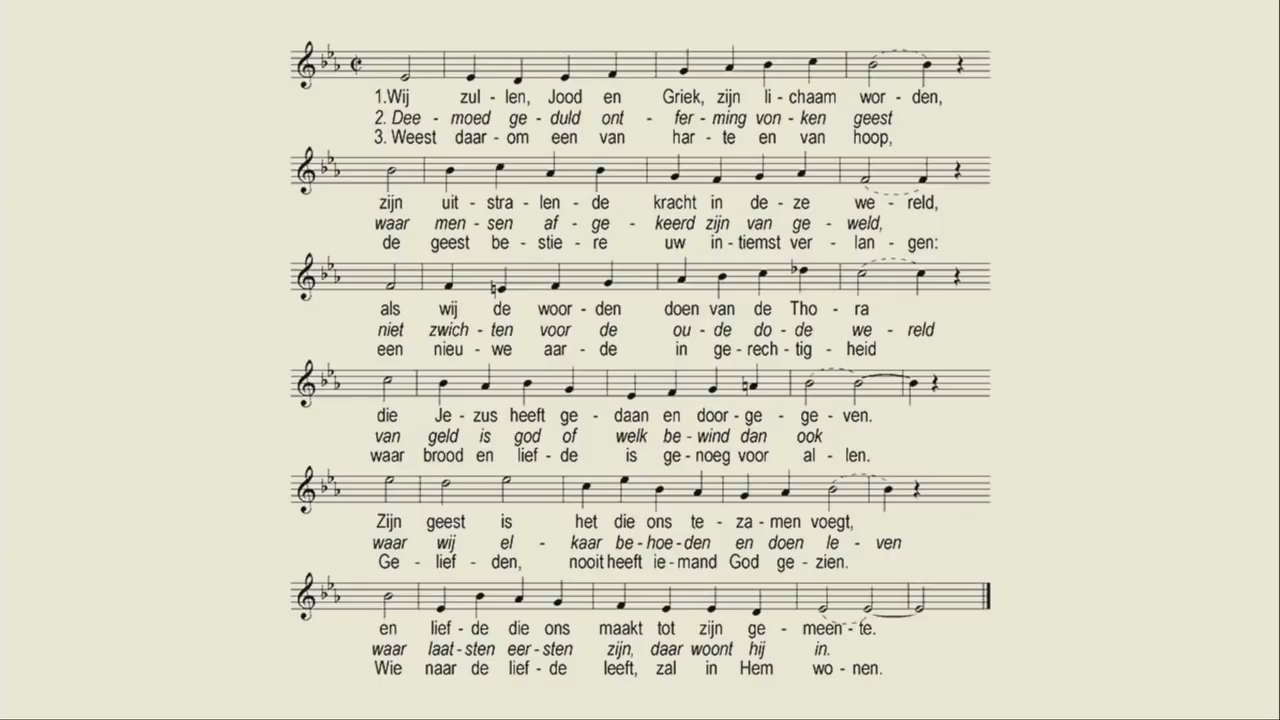 1.Wij zul - len, Jood en Griek, zijn li - chaam wor - den,
2. Dee - moed ge - duld ont - fer - ming von - ken geest
3. Weest daar - om een van har - te en van hoop,
zijn uit - stra - len - de kracht in de - ze we - reld,
waar men - sen af - ge - keerd zijn van ge - weld,
de geest be - stie - re uw in - tiemst ver - lan - gen:
als wij de woor - den doen van de Tho - ra
niet zwich - ten voor de ou - de do - de we - reld
een nieu - we aar - de in ge - rech - tig - heid
die Je - zus heeft ge - daan en door - ge - ge - ven.
van geld is god of welk be - wind dan ook
waar brood en lief - de is ge - noeg voor al - len.
Zijn geest is het die ons te - za - men voegt,
waar wij el - kaar be - hoe - den en doen le - ven
Ge - lief - den, nooit heeft ie - mand God ge - zien.
en lief - de die ons maakt tot zijn ge - meen - te.
waar laat - sten eer - sten zijn, daar woont hij in.
Wie naar de lief - de leeft, zal in Hem wo - nen.